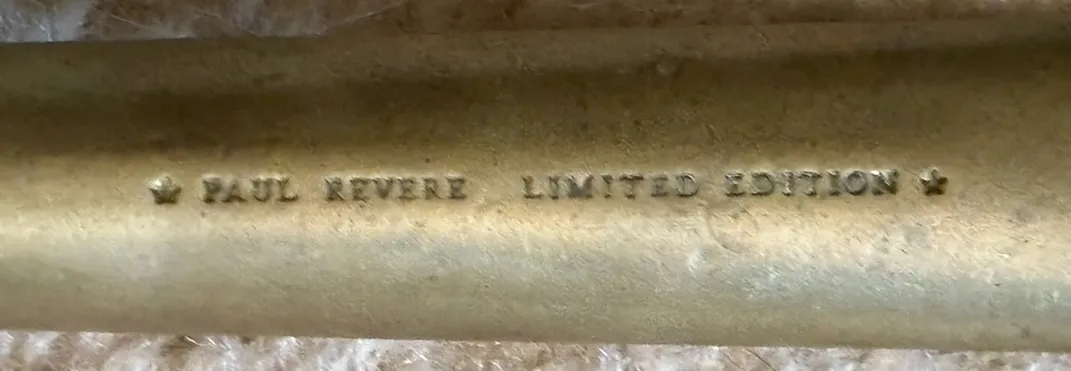 ★ PAUL REVERE LIMITED EDITION ★